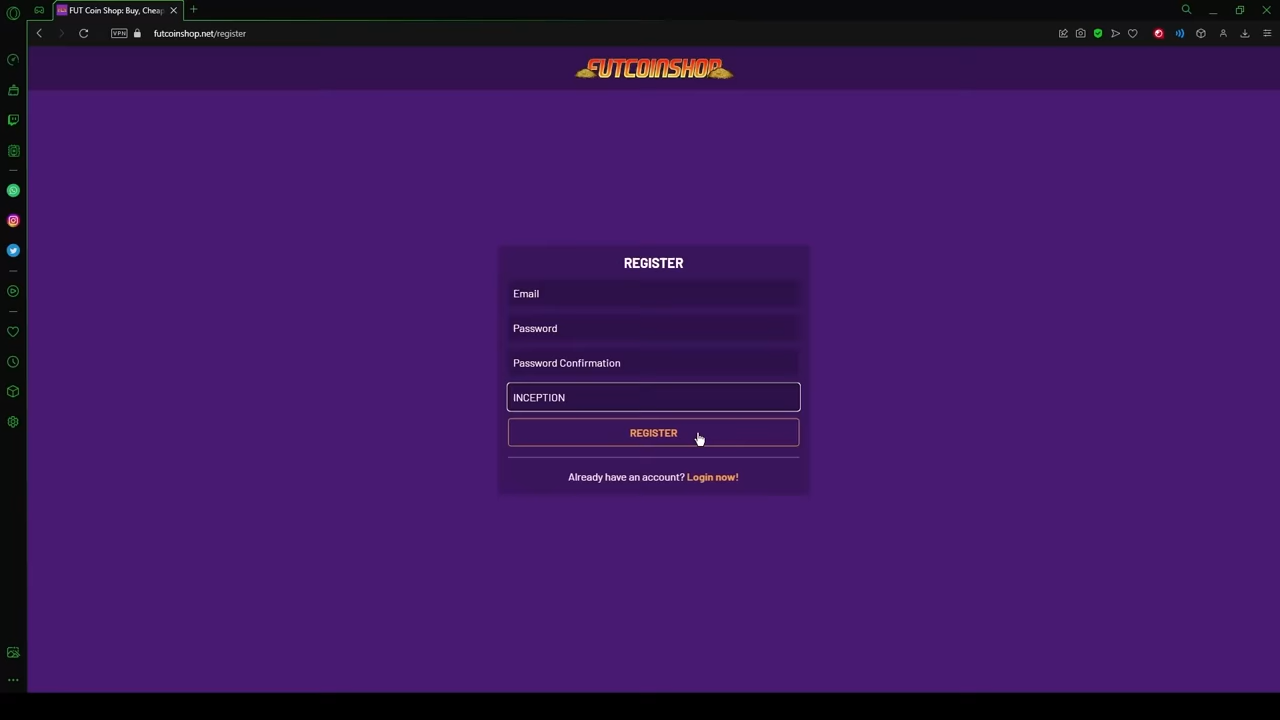 FUT Coin Shop: Buy, Cheap
VPN
futcoinshop.net/register
FUTCOINSHOP
REGISTER
Email
Password
Password Confirmation
INCEPTION
REGISTER
Already have an account? Login now!